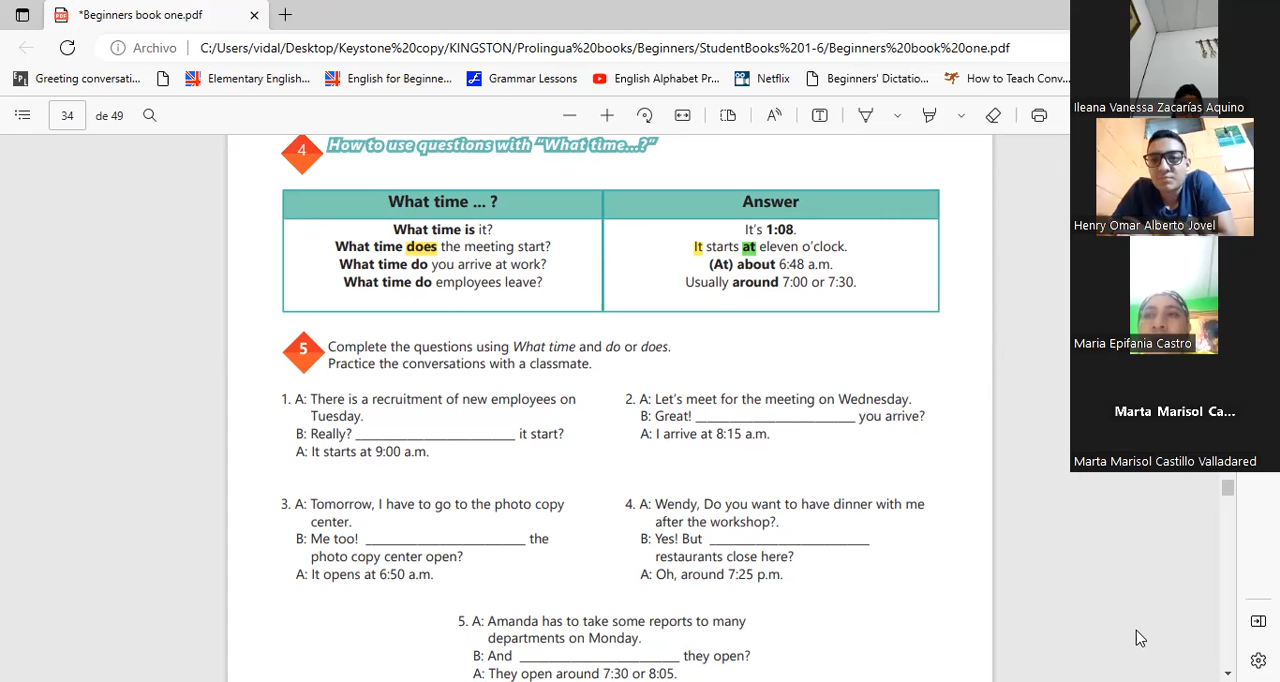 *Beginners book one.pdf
Archivo
C:/Users/vidal/Desktop/Keystone%20copy/KINGSTON/Prolingua%20books/Beginners/StudentBooks%201-6/Beginners%20book%20one.pdf
Greeting conversati...
Elementary English...
English for Beginne...
Grammar Lessons
English Alphabet Pr...
Netflix
Beginners' Dictatio...
How to Teach Conv...
34
de 49
4
How to use questions with "What time...?"
What time ... ?
Answer
What time is it?
It's 1:08.
What time does the meeting start?
It starts at eleven o'clock.
What time do you arrive at work?
(At) about 6:48 a.m.
What time do employees leave?
Usually around 7:00 or 7:30.
5
Complete the questions using What time and do or does.
Practice the conversations with a classmate.
1. A: There is a recruitment of new employees on
Tuesday.
B: Really? ______________________ it start?
A: It starts at 9:00 a.m.
2. A: Let's meet for the meeting on Wednesday.
B: Great! ______________________ you arrive?
A: I arrive at 8:15 a.m.
3. A: Tomorrow, I have to go to the photo copy
center.
B: Me too! ______________________ the
photo copy center open?
A: It opens at 6:50 a.m.
4. A: Wendy, Do you want to have dinner with me
after the workshop?.
B: Yes! But ______________________
restaurants close here?
A: Oh, around 7:25 p.m.
5. A: Amanda has to take some reports to many
departments on Monday.
B: And ______________________ they open?
A: They open around 7:30 or 8:05.
Ileana Vanessa Zacarías Aquino
Henry Omar Alberto Jovel
Maria Epifania Castro
Marta Marisol Ca...
Marta Marisol Castillo Valladared